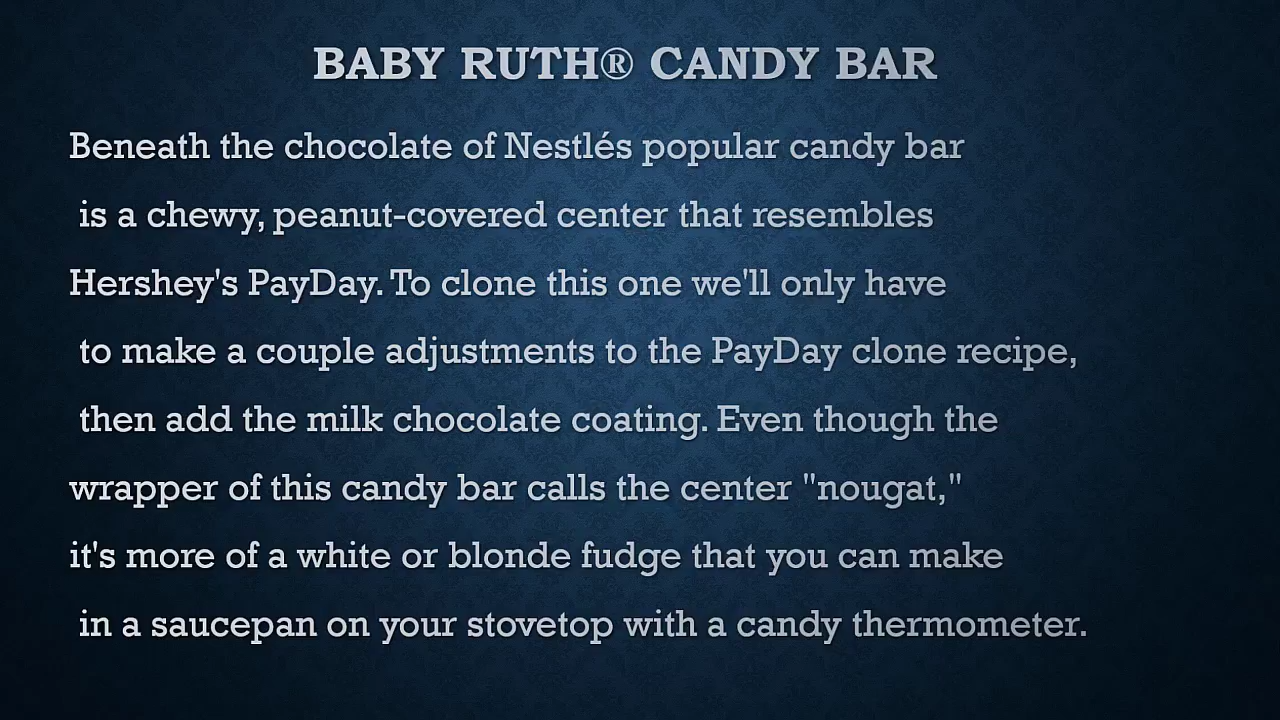 BABY RUTH® CANDY BAR
Beneath the chocolate of Nestlés popular candy bar
is a chewy, peanut-covered center that resembles
Hershey's PayDay. To clone this one we'll only have
to make a couple adjustments to the PayDay clone recipe,
then add the milk chocolate coating. Even though the
wrapper of this candy bar calls the center "nougat,"
it's more of a white or blonde fudge that you can make
in a saucepan on your stovetop with a candy thermometer.